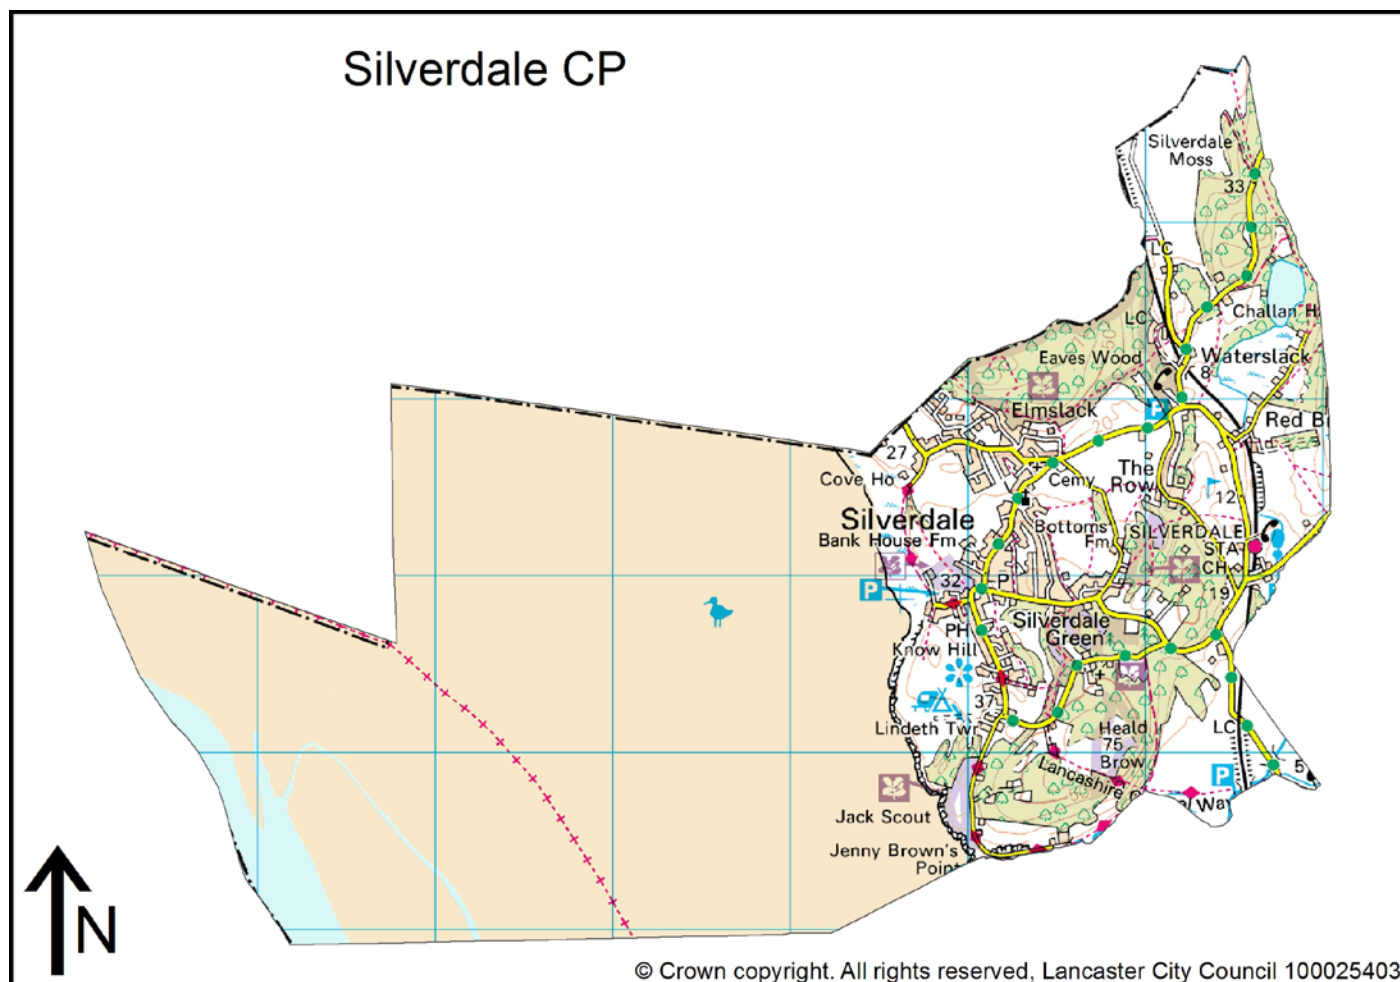 Silverdale CP
Silverdale
Moss
33
LC
Challan H
LC
Eaves Wood
Waterslack
8
50
Elmslack
P
20
Red B
27
The
Row
Cove Ho
Cemy
12
Silverdale
Bottoms
Fm
SILVERDALE
STA
Bank House Fm
CH
32
P
P
19
Silverdale
Green
PH
Know Hill
37
Lindeth Twr
Heald
75
Brow
LC
5
P
Lancashire C
Way
50
Jack Scout
Jenny Brown's
Point
N
© Crown copyright. All rights reserved, Lancaster City Council 100025403